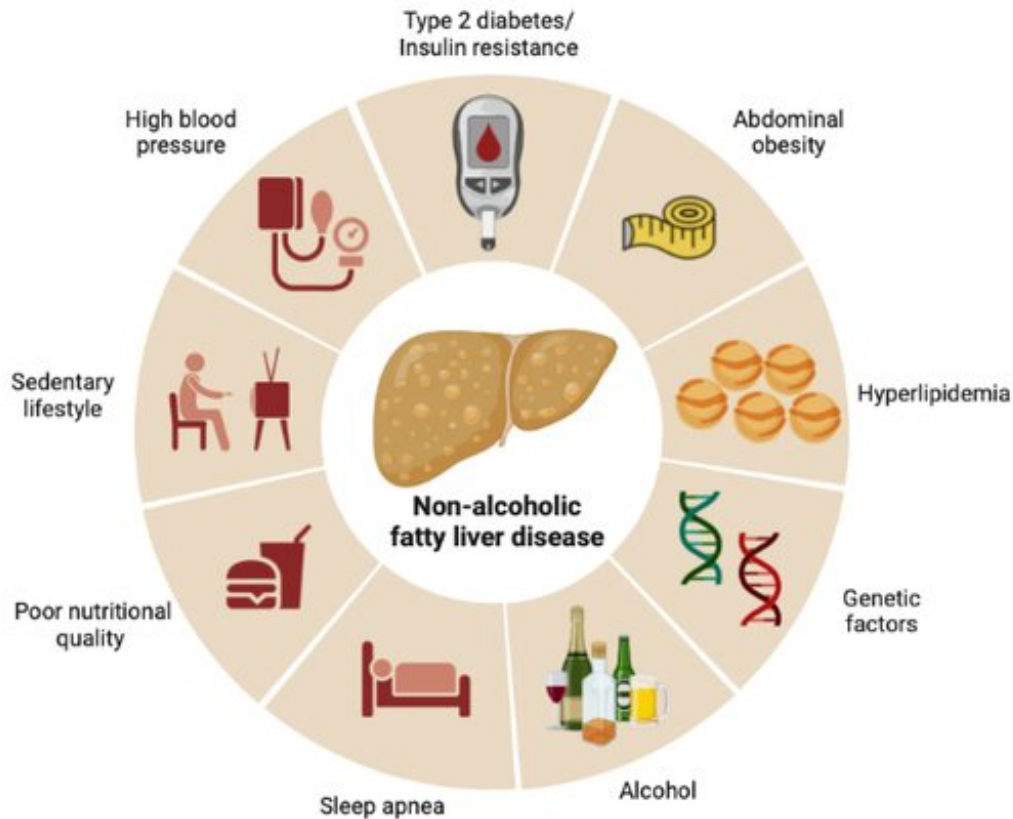 Type 2 diabetes/
Insulin resistance
High blood
pressure
Abdominal
obesity
Sedentary
lifestyle
Hyperlipidemia
Non-alcoholic
fatty liver disease
Poor nutritional
quality
Genetic
factors
Sleep apnea
Alcohol